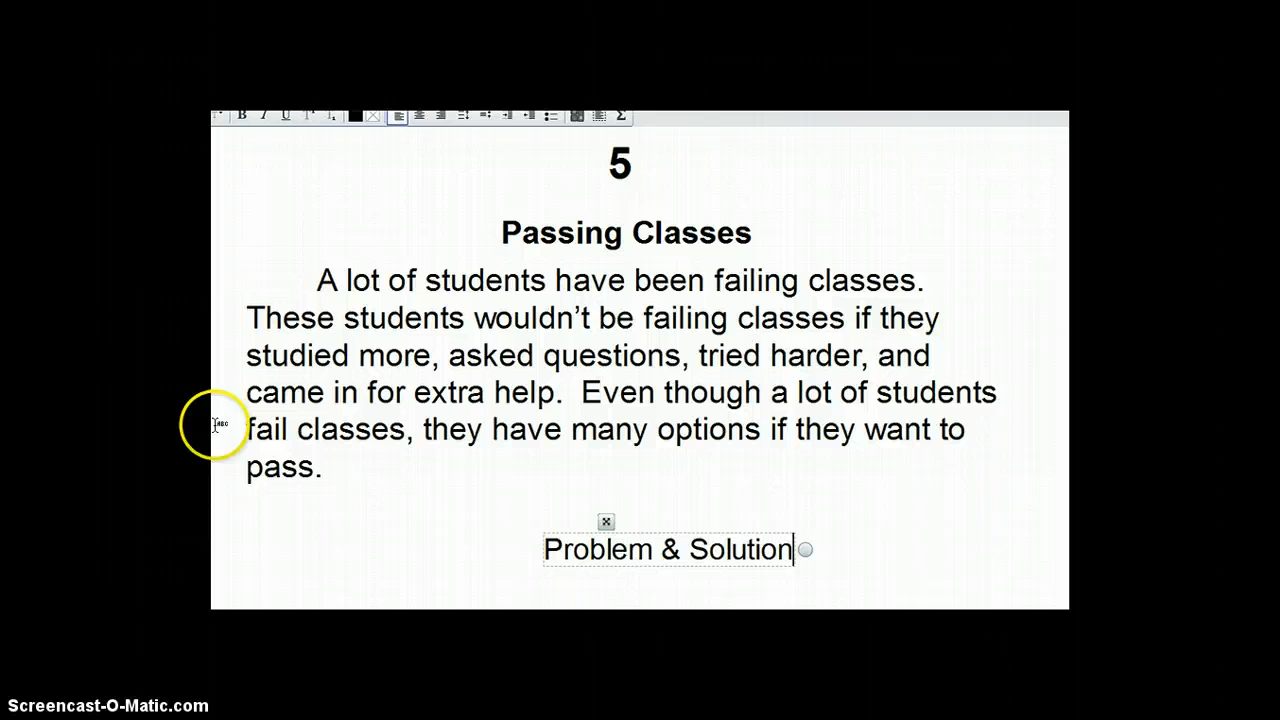 B I U Σ
5
Passing Classes
A lot of students have been failing classes.
These students wouldn’t be failing classes if they
studied more, asked questions, tried harder, and
came in for extra help.  Even though a lot of students
fail classes, they have many options if they want to
pass.
Problem & Solution
Screencast-O-Matic.com